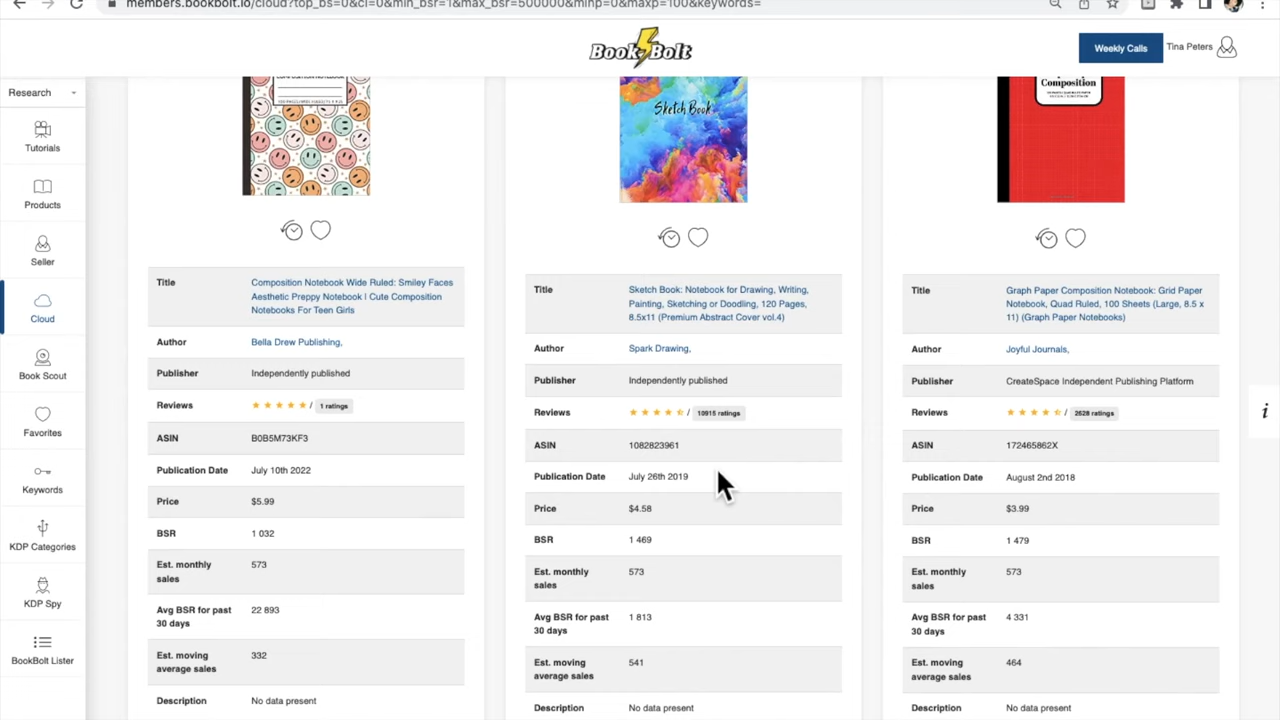 members.bookbolt.io/cloud?top_bs=0&ci=0&min_bsr=1&max_bsr=500000&minp=0&maxp=100&keywords=
Book Bolt
Weekly Calls
Tina Peters
Research
Tutorials
Products
Seller
Cloud
Book Scout
Favorites
Keywords
KDP Categories
KDP Spy
BookBolt Lister
COMPOSITION NOTEBOOK
Title
Composition Notebook Wide Ruled: Smiley Faces
Aesthetic Preppy Notebook | Cute Composition
Notebooks For Teen Girls
Author
Bella Drew Publishing,
Publisher
Independently published
Reviews
/ 1 ratings
ASIN
B0B5M73KF3
Publication Date
July 10th 2022
Price
$5.99
BSR
1 032
Est. monthly
sales
573
Avg BSR for past
30 days
22 893
Est. moving
average sales
332
Description
No data present
Sketch Book
Title
Sketch Book: Notebook for Drawing, Writing,
Painting, Sketching or Doodling, 120 Pages,
8.5x11 (Premium Abstract Cover vol.4)
Author
Spark Drawing,
Publisher
Independently published
Reviews
/ 10915 ratings
ASIN
1082823961
Publication Date
July 26th 2019
Price
$4.58
BSR
1 469
Est. monthly
sales
573
Avg BSR for past
30 days
1 813
Est. moving
average sales
541
Description
No data present
Composition
Title
Graph Paper Composition Notebook: Grid Paper
Notebook, Quad Ruled, 100 Sheets (Large, 8.5 x
11) (Graph Paper Notebooks)
Author
Joyful Journals,
Publisher
CreateSpace Independent Publishing Platform
Reviews
/ 2628 ratings
ASIN
172465862X
Publication Date
August 2nd 2018
Price
$3.99
BSR
1 479
Est. monthly
sales
573
Avg BSR for past
30 days
4 331
Est. moving
average sales
464
Description
No data present
i